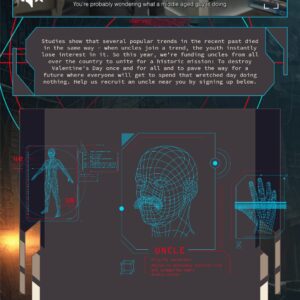 You're probably wondering what a middle aged guy is doing
Studies show that several popular trends in the recent past died
in the same way - when uncles join a trend, the youth instantly
lose interest in it. So this year, we're funding uncles from all
over the country to unite for a historic mission: To destroy
Valentine's Day once and for all and to pave the way for a
future where everyone will get to spend that wretched day doing
nothing. Help us recruit an uncle near you by signing up below.
UNCLE